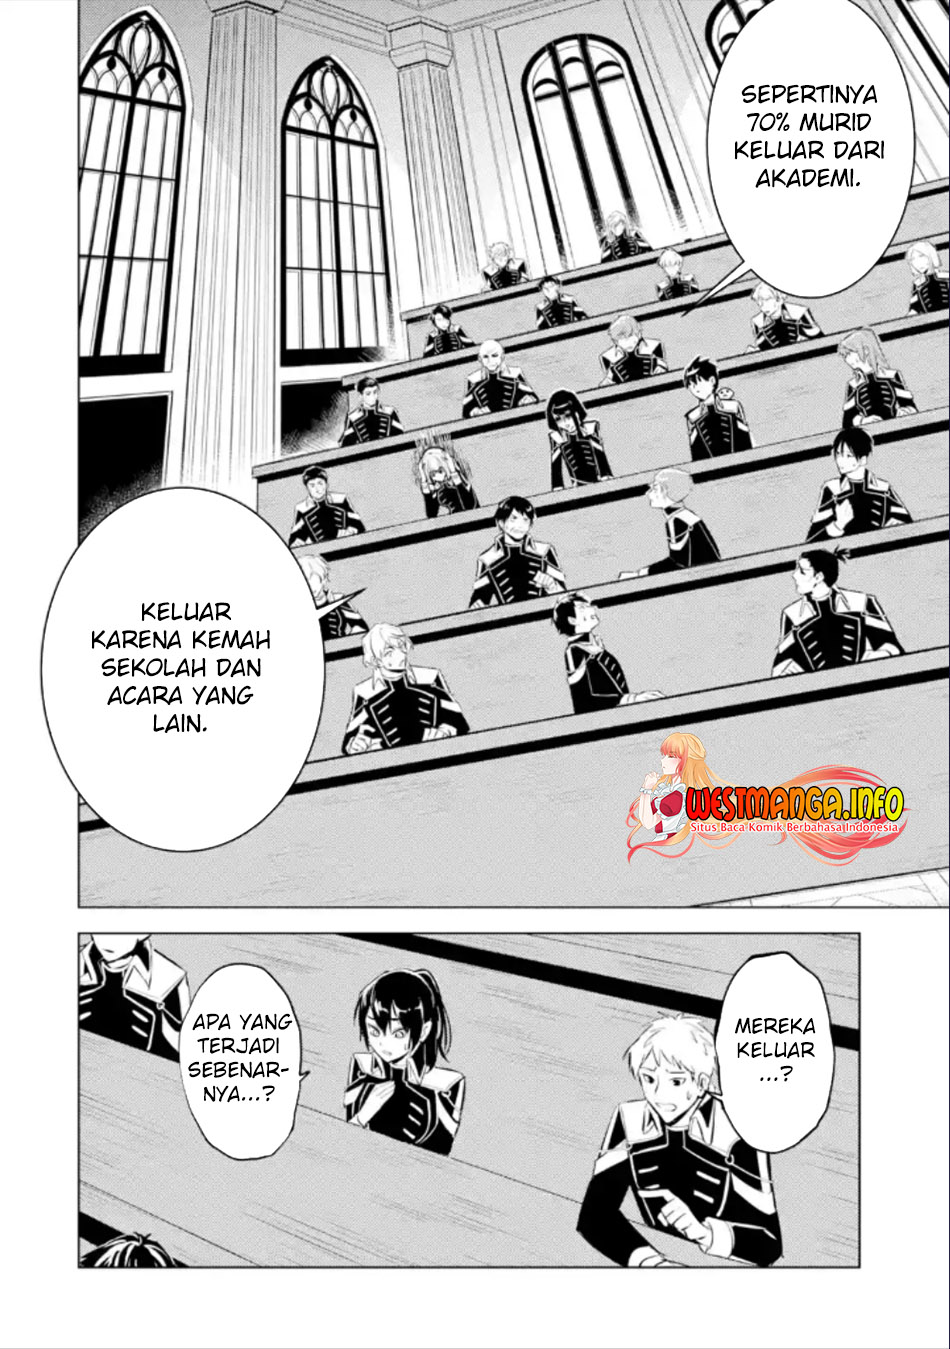 SEPERTINYA
70% MURID
KELUAR DARI
AKADEMI.
KELUAR
KARENA KEMAH
SEKOLAH DAN
ACARA YANG
LAIN.
WESTMANGA.INFO
Situs Baca Komik Berbahasa Indonesia
MEREKA
KELUAR
...?
APA YANG
TERJADI
SEBENAR-
NYA...?